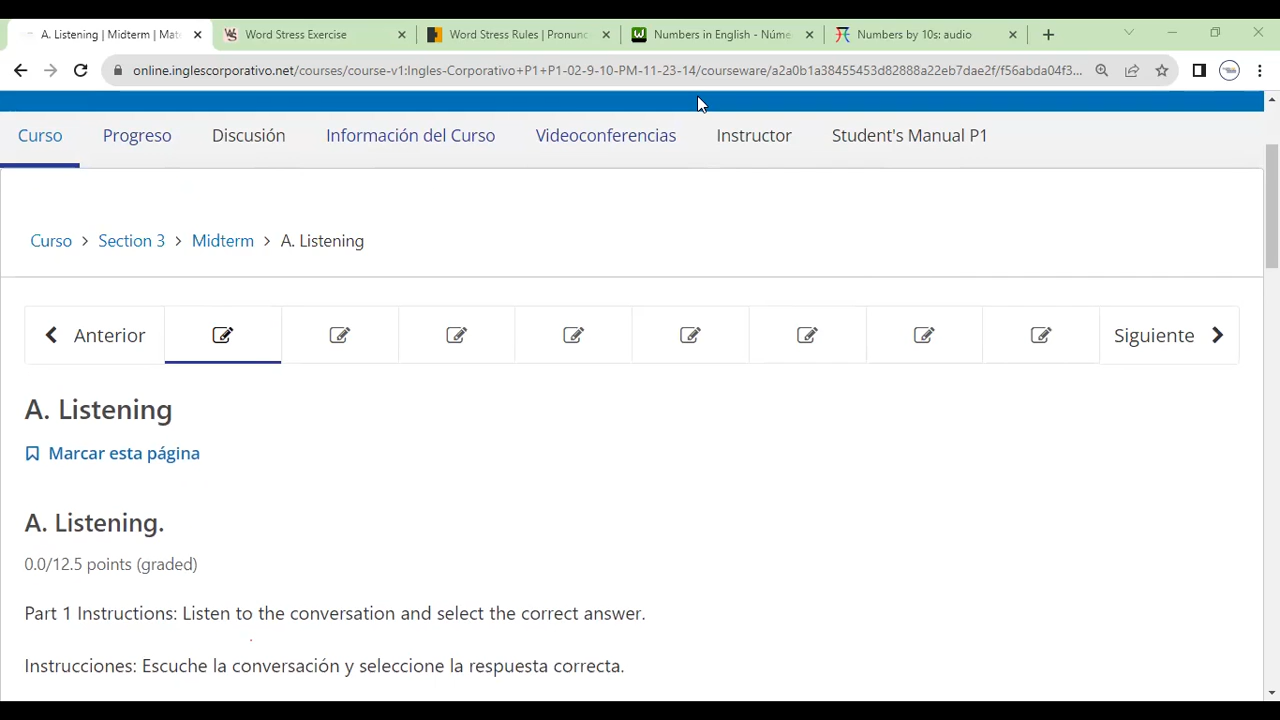 A. Listening | Midterm | Mate
Word Stress Exercise
Word Stress Rules | Pronunc
Numbers in English - Núme
Numbers by 10s: audio
online.inglescorporativo.net/courses/course-v1:Ingles-Corporativo+P1+P1-02-9-10-PM-11-23-14/courseware/a2a0b1a38455453d82888a22eb7dae2f/f56abda04f3...
Curso
Progreso
Discusión
Información del Curso
Videoconferencias
Instructor
Student's Manual P1
Curso > Section 3 > Midterm > A. Listening
Anterior
Siguiente
A. Listening
Marcar esta página
A. Listening.
0.0/12.5 points (graded)
Part 1 Instructions: Listen to the conversation and select the correct answer.
Instrucciones: Escuche la conversación y seleccione la respuesta correcta.